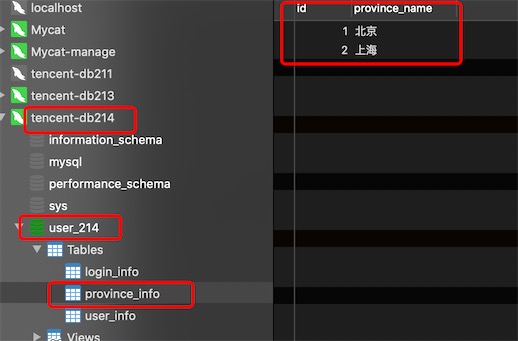 localhost
Mycat
Mycat-manage
tencent-db211
tencent-db213
tencent-db214
information_schema
mysql
performance_schema
sys
user_214
Tables
login_info
province_info
user_info
Views
id province_name
1 北京
2 上海